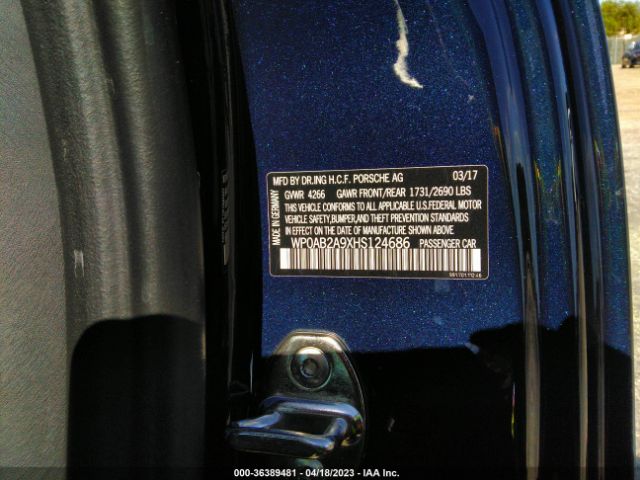 MFD BY DR.ING H.C.F. PORSCHE AG 03/17
GVWR 4266 GAWR FRONT/REAR 1731/2690 LBS
THIS VEHICLE CONFORMS TO ALL APPLICABLE U.S.FEDERAL MOTOR
VEHICLE SAFETY,BUMPER,AND THEFT PREVENTION STANDARDS
IN EFFECT ON THE DATE OF MANUFACTURE SHOWN ABOVE.
WP0AB2A9XHS124686 PASSENGER CAR
MADE IN GERMANY
000-36389481 - 04/18/2023 - IAA Inc.